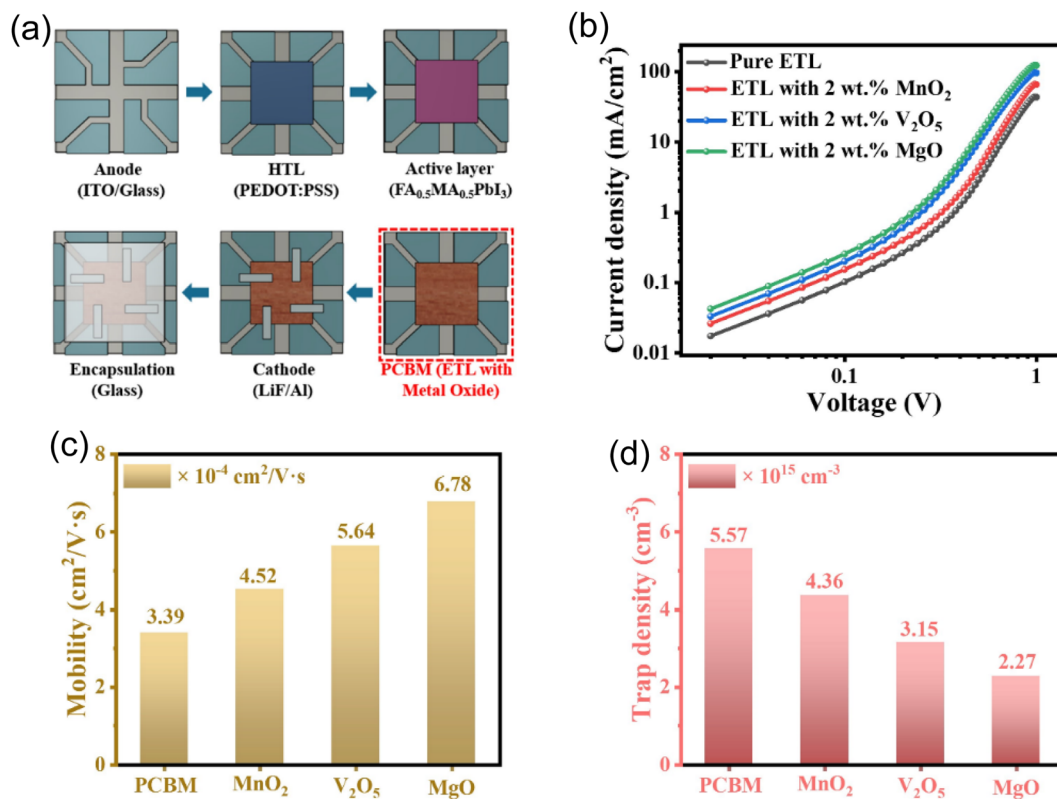 (a)
Anode
(ITO/Glass)
HTL
(PEDOT:PSS)
Active layer
(FA₀.₅MA₀.₅PbI₃)
Encapsulation
(Glass)
Cathode
(LiF/Al)
PCBM (ETL with
Metal Oxide)
(b)
Current density (mA/cm²)
100
10
1
0.1
0.01
Pure ETL
ETL with 2 wt.% MnO₂
ETL with 2 wt.% V₂O₅
ETL with 2 wt.% MgO
0.1
1
Voltage (V)
(c)
Mobility (cm²/V·s)
8
6
4
2
0
× 10⁻⁴ cm²/V·s
3.39
4.52
5.64
6.78
PCBM
MnO₂
V₂O₅
MgO
(d)
Trap density (cm⁻³)
8
6
4
2
0
× 10¹⁵ cm⁻³
5.57
4.36
3.15
2.27
PCBM
MnO₂
V₂O₅
MgO